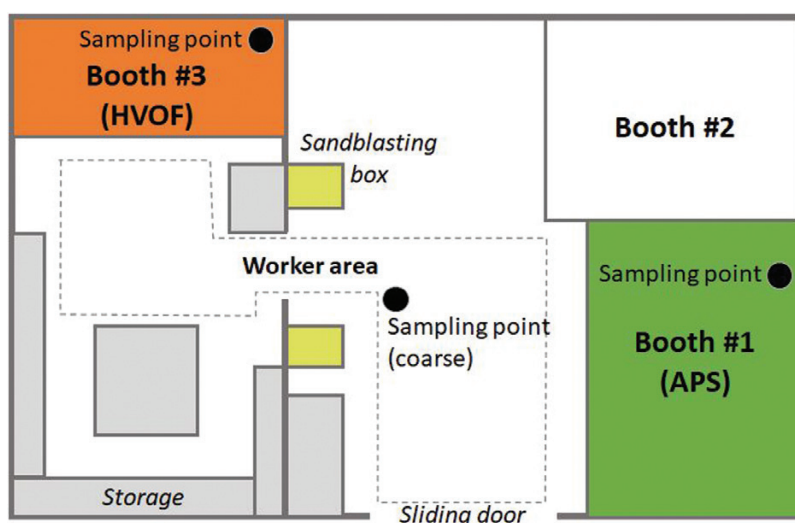 Sampling point
Booth #3
(HVOF)
Sandblasting
box
Booth #2
Worker area
Sampling point
(coarse)
Sampling point
Booth #1
(APS)
Storage
Sliding door